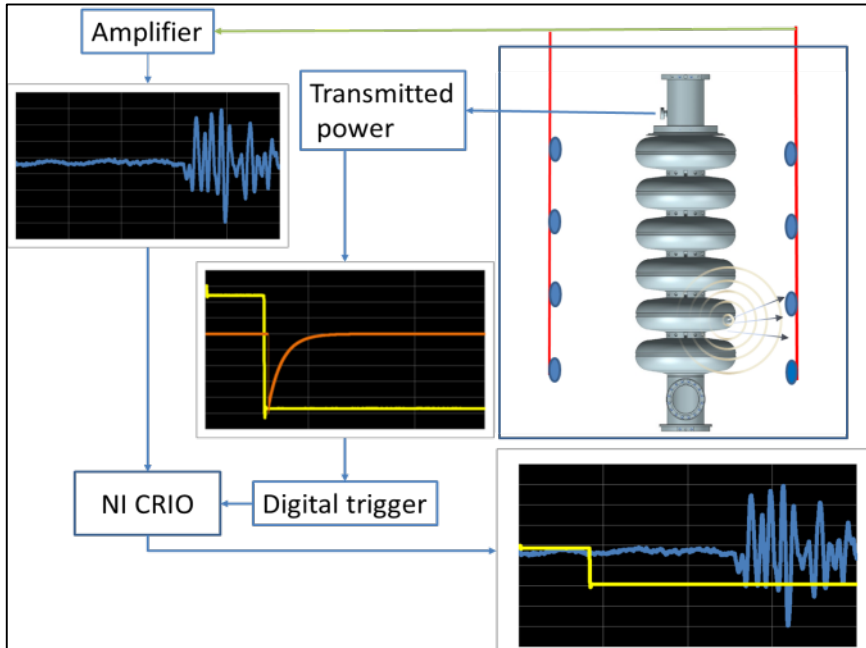 Amplifier
Transmitted
power
NI CRIO
Digital trigger